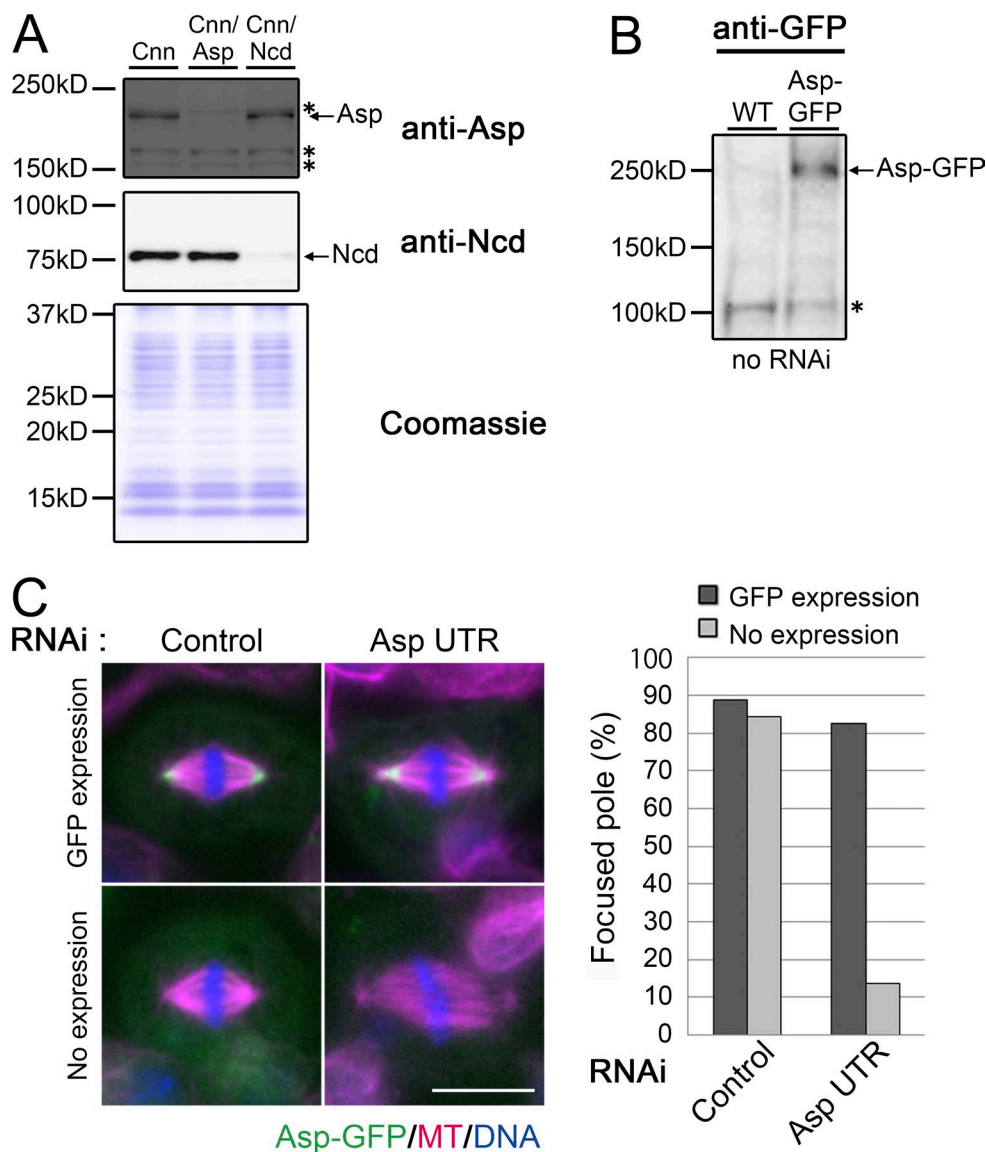 A
Cnn
Cnn/
Asp
Cnn/
Ncd
250kD
*
Asp
anti-Asp
*
150kD
*
100kD
anti-Ncd
75kD
Ncd
37kD
25kD
20kD
15kD
Coomassie
B
anti-GFP
WT
Asp-
GFP
250kD
Asp-GFP
150kD
100kD
*
no RNAi
C
RNAi :
Control
Asp UTR
GFP expression
No expression
Asp-GFP/MT/DNA
GFP expression
No expression
Focused pole (%)
100
90
80
70
60
50
40
30
20
10
0
RNAi
Control
Asp UTR